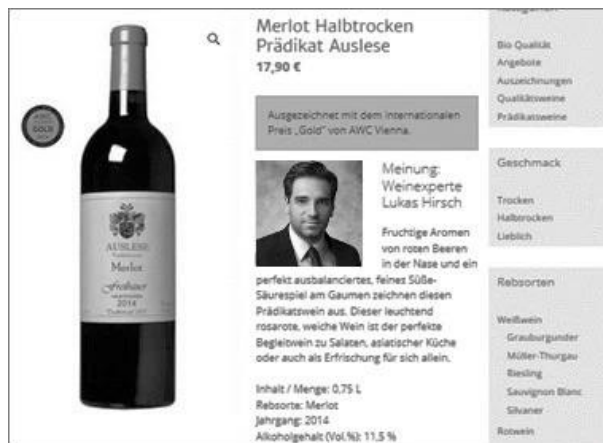 Merlot Halbtrocken
Prädikat Auslese
17,90 €
Ausgezeichnet mit dem internationalen
Preis „Gold" von AWC Vienna.
Meinung:
Weinexperte
Lukas Hirsch
Fruchtige Aromen
von roten Beeren
in der Nase und ein
perfekt ausbalanciertes, feines Süße-
Säurespiel am Gaumen zeichnen diesen
Prädikatswein aus. Dieser leuchtend
rosarote, weiche Wein ist der perfekte
Begleitwein zu Salaten, asiatischer Küche
oder auch als Erfrischung für sich allein.
Inhalt / Menge: 0,75 L
Rebsorte: Merlot
Jahrgang: 2014
Alkoholgehalt (Vol.%): 11,5 %
AWC
GOLD
AUSLESE
Merlot
2014
Bio Qualität
Angebote
Auszeichnungen
Qualitätsweine
Prädikatsweine
Geschmack
Trocken
Halbtrocken
Lieblich
Rebsorten
Weißwein
Grauburgunder
Müller-Thurgau
Riesling
Sauvignon Blanc
Silvaner
Rotwein